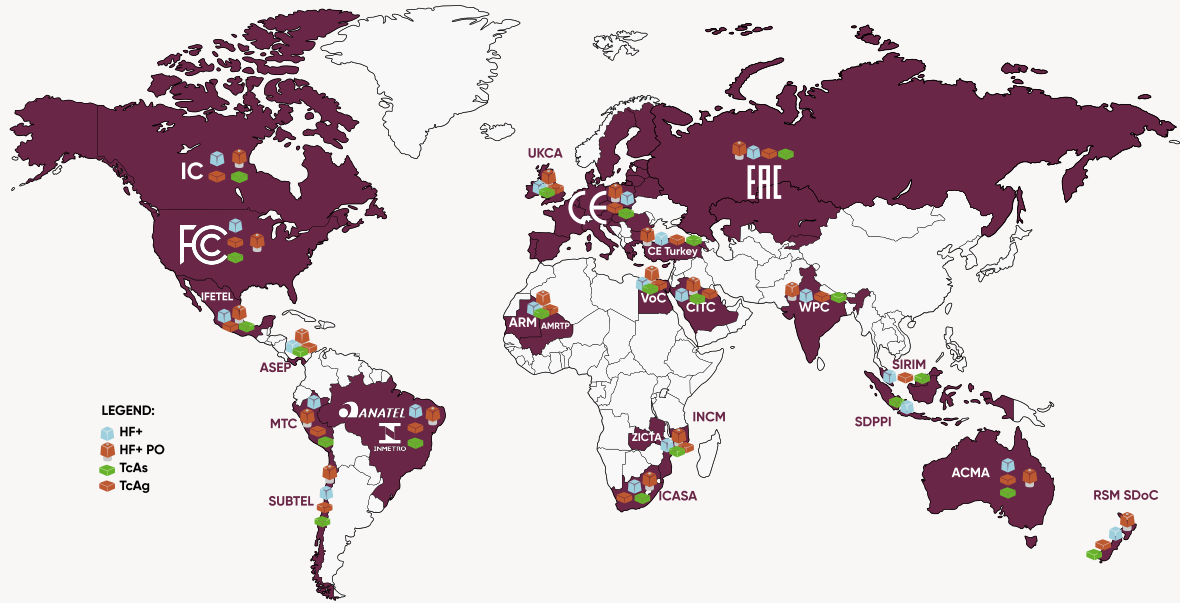 UKCA
IC
CE
EAC
FCC
CE Turkey
IFETEL
VoC
CITC
WPC
ARM
AMRTP
ASEP
SIRIM
ANATEL
INMETRO
LEGEND:
HF+
HF+ PO
TcAs
TcAg
MTC
INCM
SDPPI
ZICTA
ACMA
SUBTEL
ICASA
RSM SDoC